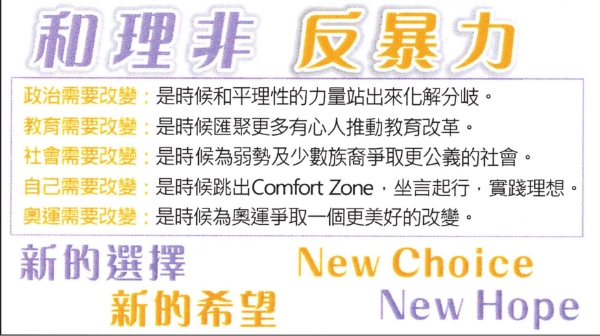 和理非 反暴力
政治需要改變：是時候和平理性的力量站出來化解分岐。
教育需要改變：是時候匯聚更多有心人推動教育改革。
社會需要改變：是時候為弱勢及少數族裔爭取更公義的社會。
自己需要改變：是時候跳出Comfort Zone，坐言起行，實踐理想。
奧運需要改變：是時候為奧運爭取一個更美好的改變。
新的選擇 New Choice
新的希望 New Hope